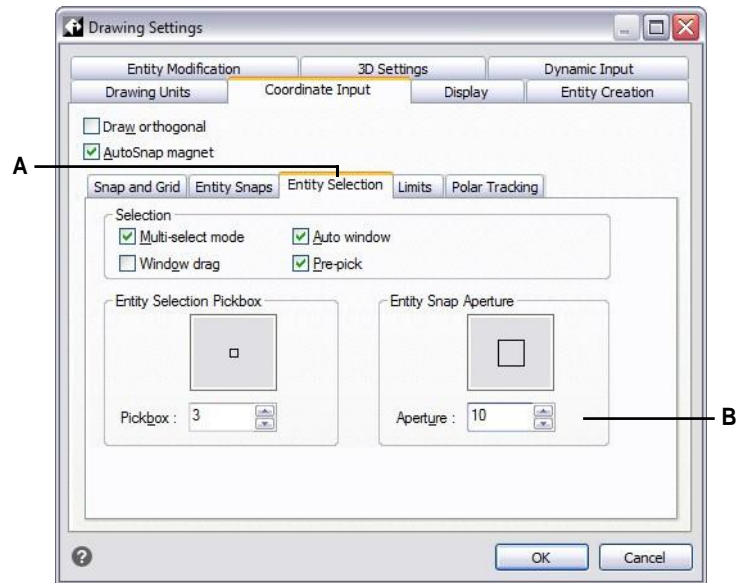 Drawing Settings
Entity Modification 3D Settings Dynamic Input
Drawing Units Coordinate Input Display Entity Creation
Draw orthogonal
AutoSnap magnet
A
Snap and Grid Entity Snaps Entity Selection Limits Polar Tracking
Selection
Multi-select mode Auto window
Window drag Pre-pick
Entity Selection Pickbox Entity Snap Aperture
Pickbox : 3 Aperture : 10
B
? OK Cancel